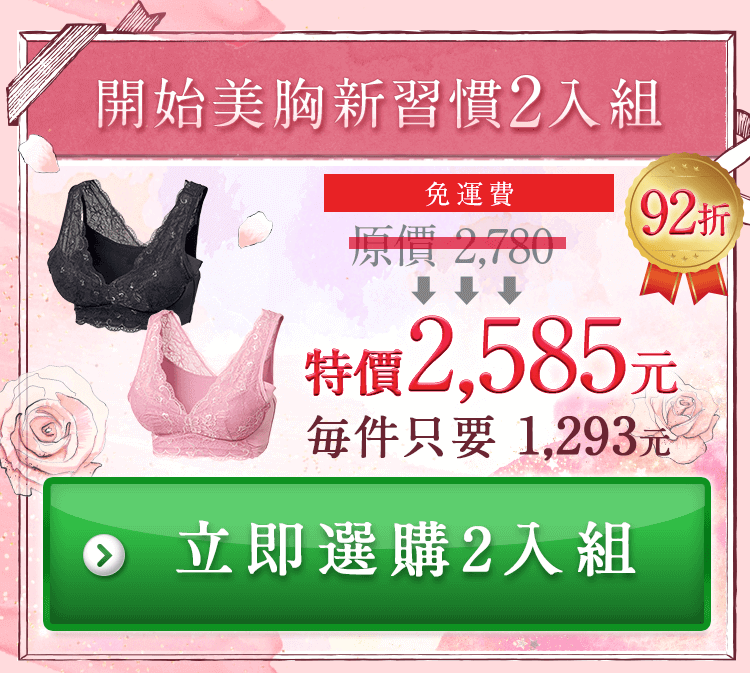 開始美胸新習慣2入組
免運費
92折
原價 2,780
特價2,585元
每件只要 1,293元
立即選購2入組